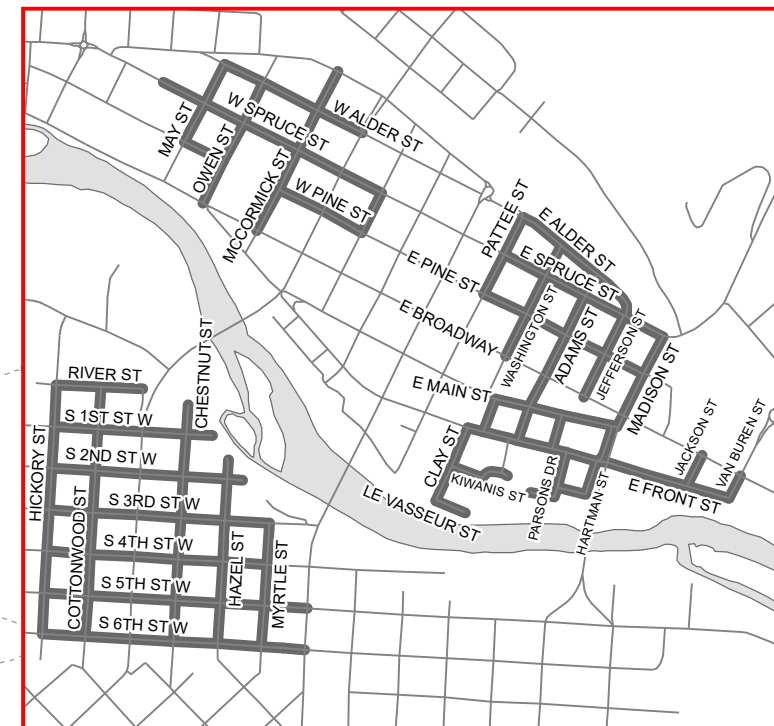 W ALDER ST
W SPRUCE ST
MAY ST
OWEN ST
MCCORMICK ST
W PINE ST
PATTEE ST
E ALDER ST
E SPRUCE ST
E PINE ST
E BROADWAY
WASHINGTON ST
ADAMS ST
JEFFERSON ST
MADISON ST
E MAIN ST
CLAY ST
KIWANIS ST
PARSONS DR
HARTMAN ST
LE VASSEUR ST
E FRONT ST
JACKSON ST
VAN BUREN ST
RIVER ST
CHESTNUT ST
S 1ST ST W
S 2ND ST W
HICKORY ST
S 3RD ST W
COTTONWOOD ST
S 4TH ST W
HAZEL ST
MYRTLE ST
S 5TH ST W
S 6TH ST W